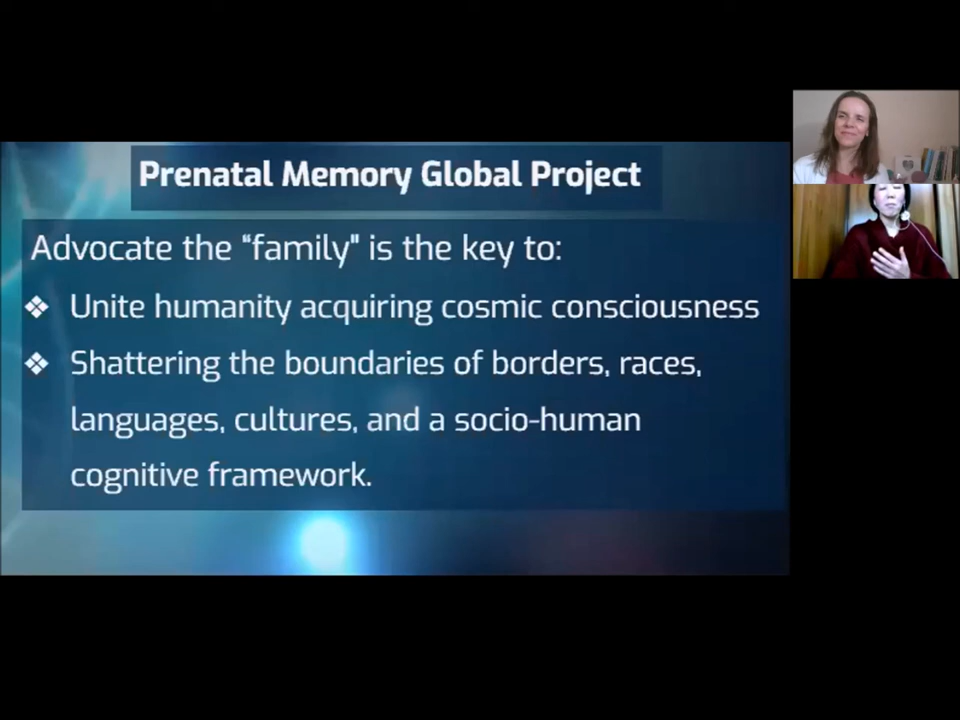 Prenatal Memory Global Project
Advocate the “family" is the key to:
❖ Unite humanity acquiring cosmic consciousness
❖ Shattering the boundaries of borders, races,
languages, cultures, and a socio-human
cognitive framework.